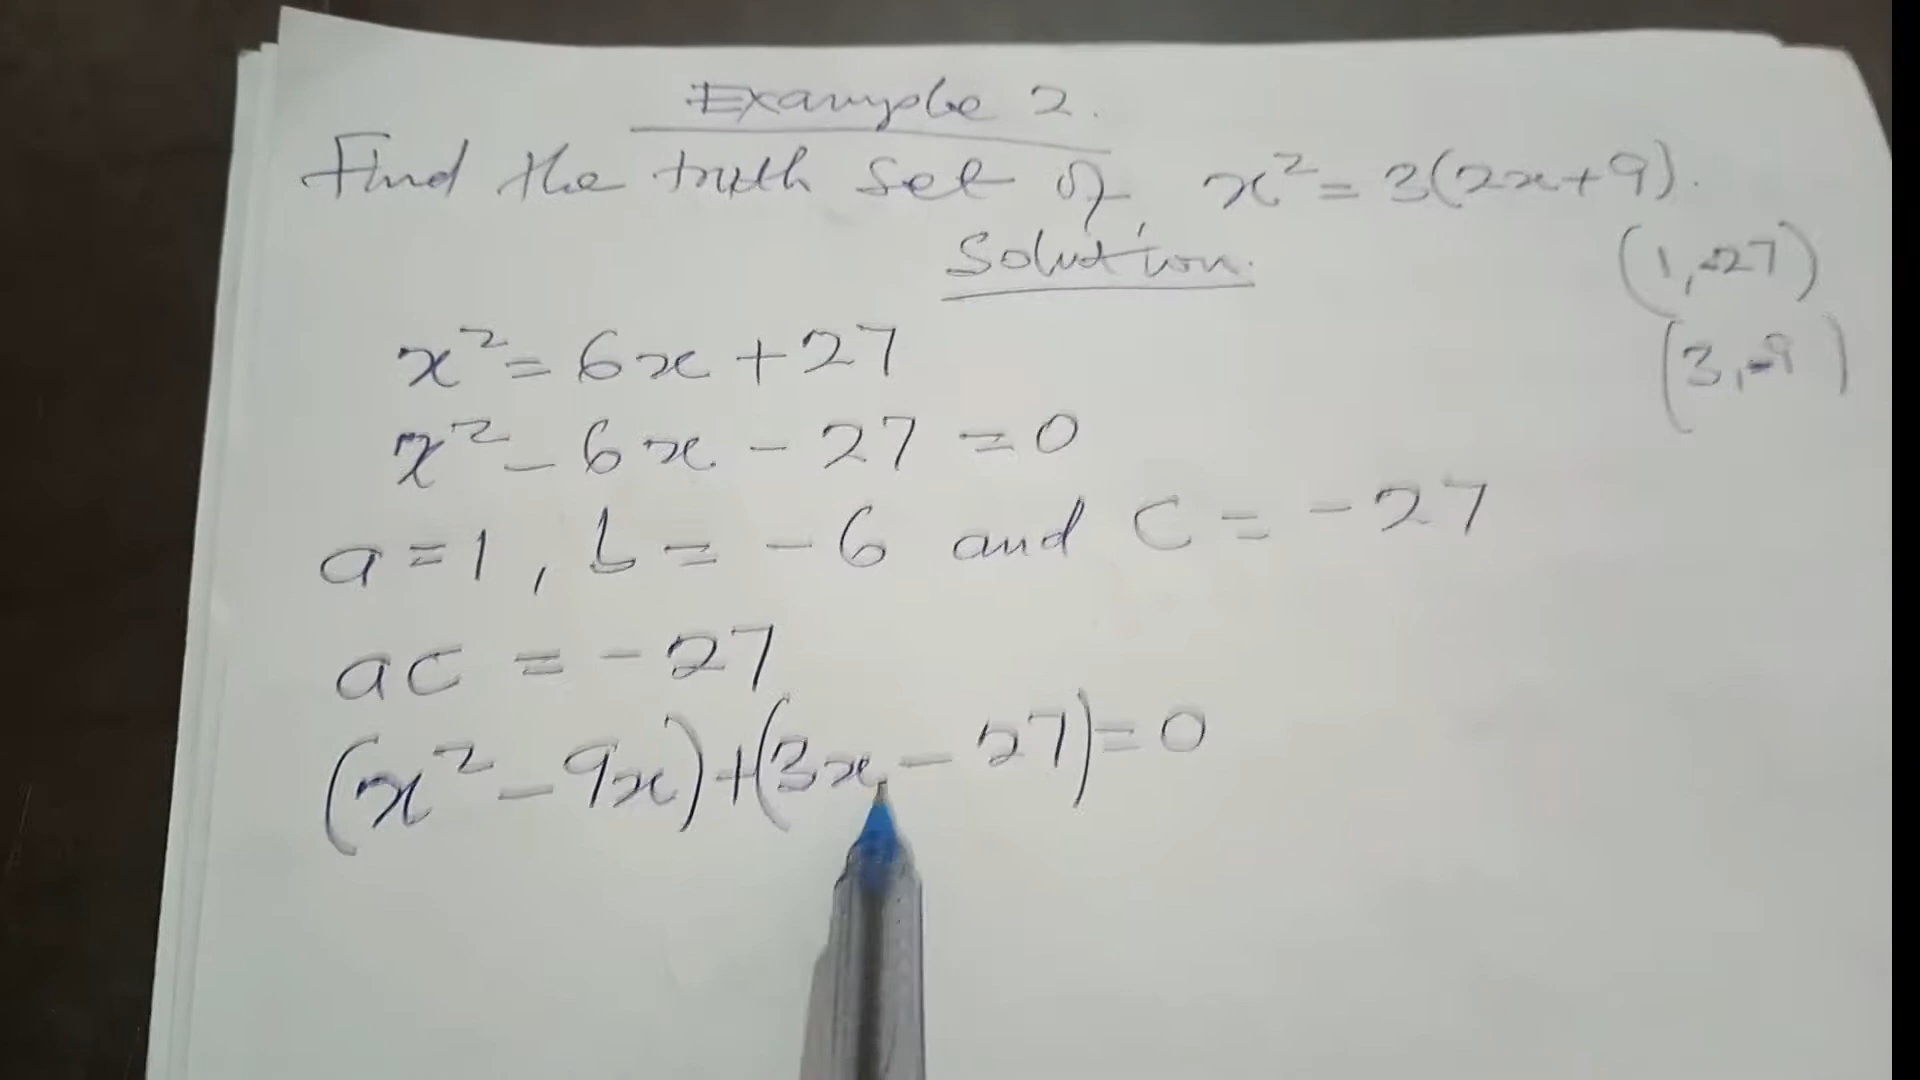 Example 2.
Find the truth set of, x² = 3(2x+9).
Solution.
(1, -27)
(3, -9)
x² = 6x + 27
x² - 6x - 27 = 0
a = 1, b = - 6 and c = - 27
ac = - 27
(x² - 9x) + (3x - 27) = 0